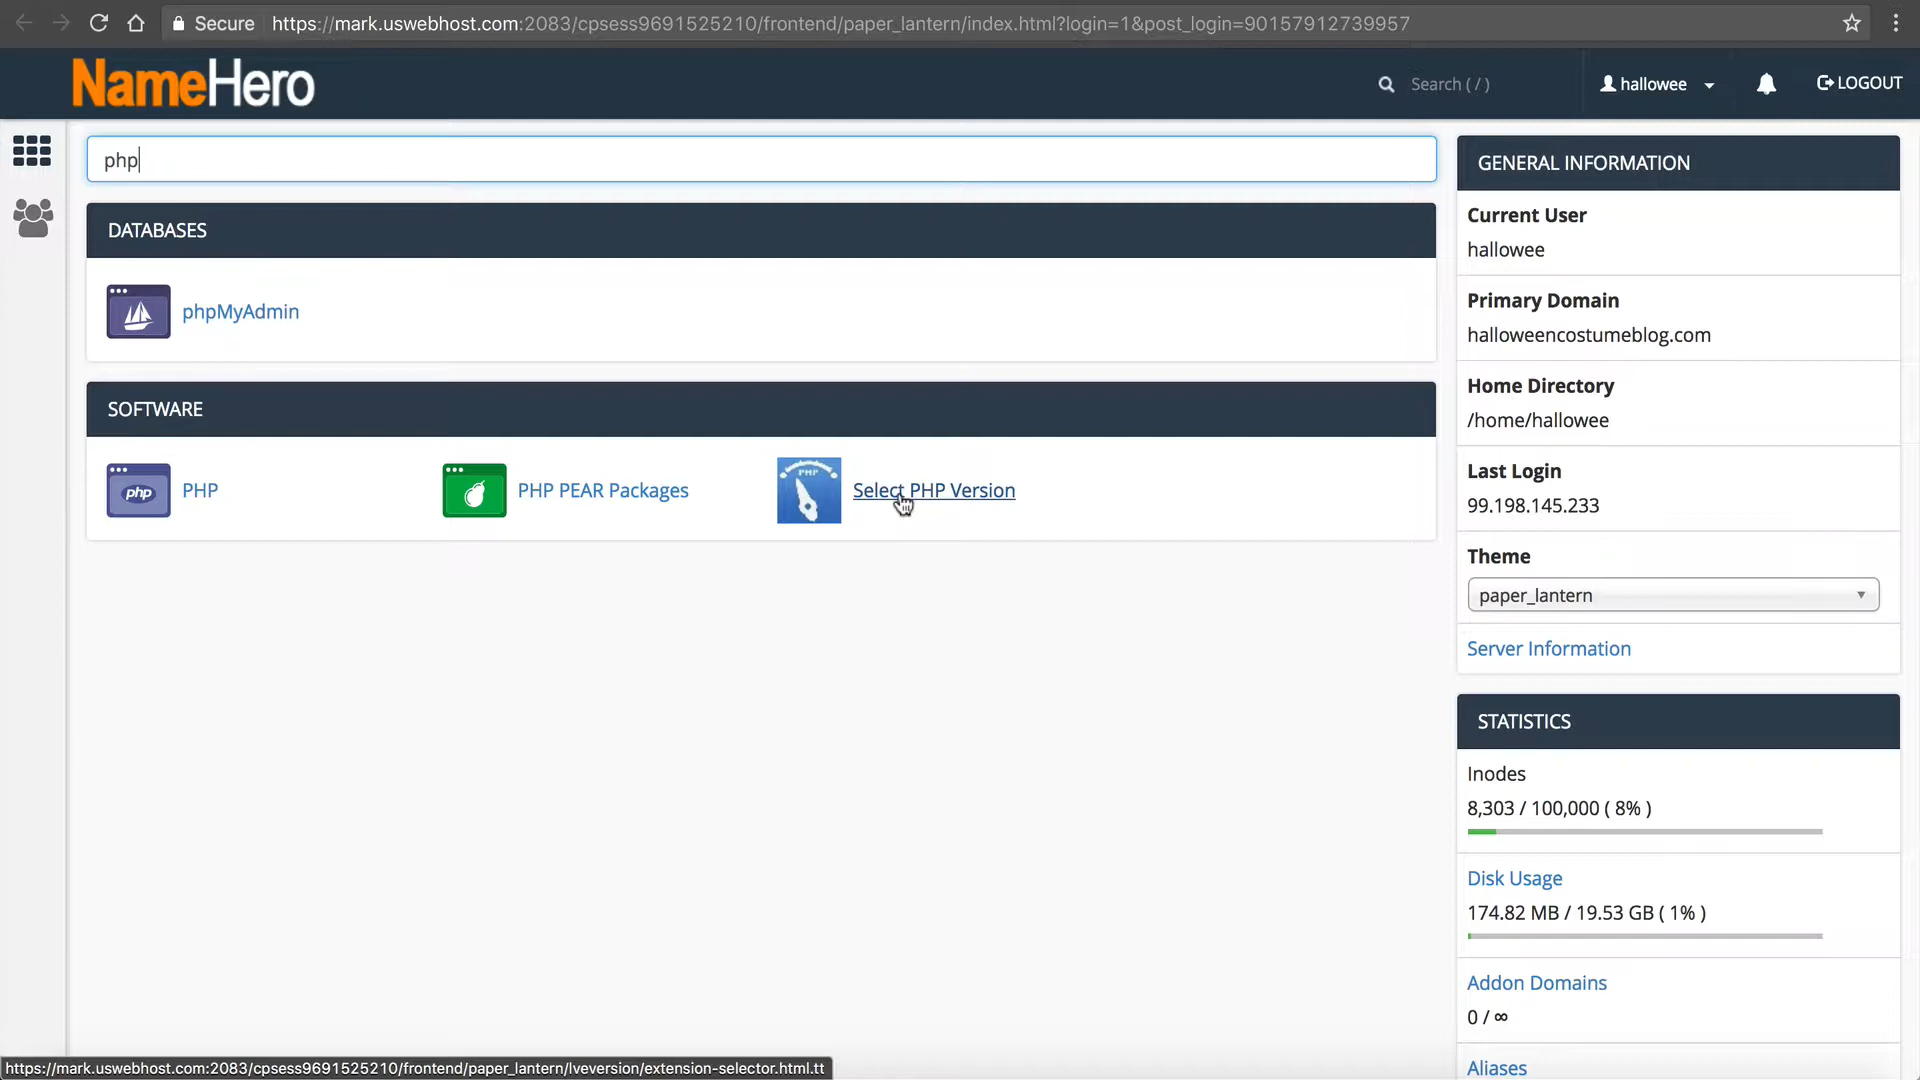 Secure https://mark.uswebhost.com:2083/cpsess9691525210/frontend/paper_lantern/index.html?login=1&post_login=90157912739957
NameHero
Search ( / )
hallowee
LOGOUT
php
DATABASES
phpMyAdmin
SOFTWARE
php
PHP
PHP PEAR Packages
PHP
Select PHP Version
GENERAL INFORMATION
Current User
hallowee
Primary Domain
halloweencostumeblog.com
Home Directory
/home/hallowee
Last Login
99.198.145.233
Theme
paper_lantern
Server Information
STATISTICS
Inodes
8,303 / 100,000 ( 8% )
Disk Usage
174.82 MB / 19.53 GB ( 1% )
Addon Domains
0 / ∞
Aliases
https://mark.uswebhost.com:2083/cpsess9691525210/frontend/paper_lantern/lveversion/extension-selector.html.tt